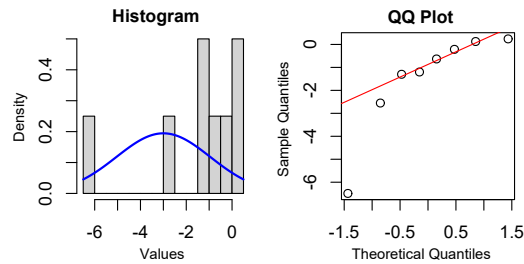 Histogram
Density
0.0 0.2 0.4
-6 -4 -2 0
Values
QQ Plot
Sample Quantiles
-6 -4 -2 0
-1.5 -0.5 0.5 1.5
Theoretical Quantiles